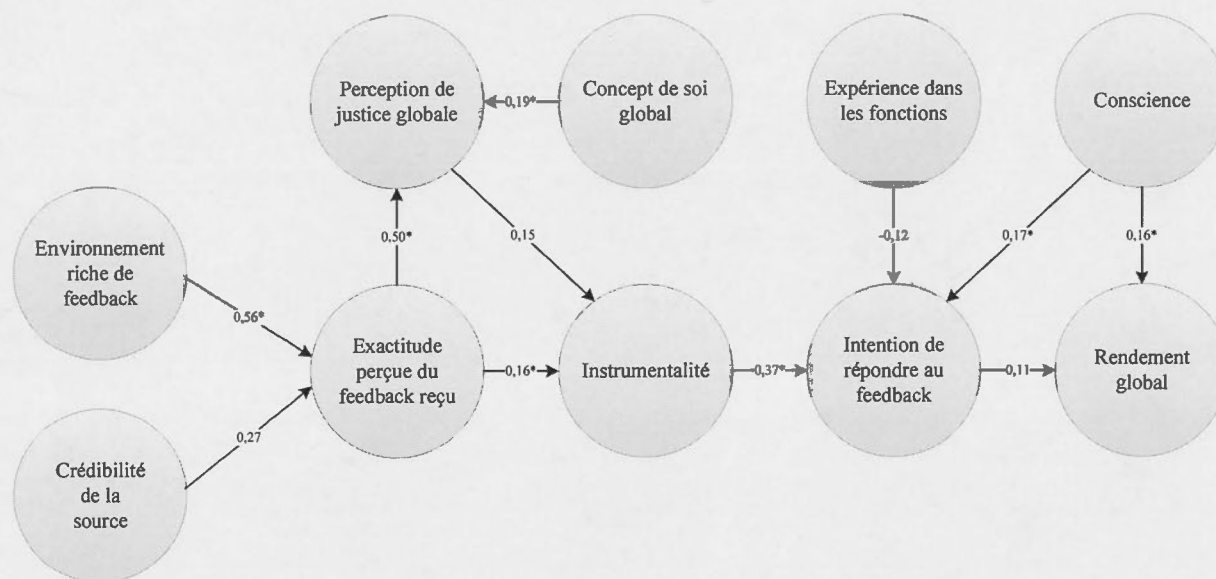 Perception de
justice globale
0,19*
Concept de soi
global
Expérience dans
les fonctions
Conscience
Environnement
riche de
feedback
0,50*
0,15
-0,12
0,17*
0,16*
0,56*
Exactitude
perçue du
feedback reçu
0,16*
Instrumentalité
0,37*
Intention de
répondre au
feedback
0,11
Rendement
global
0,27
Crédibilité
de la
source